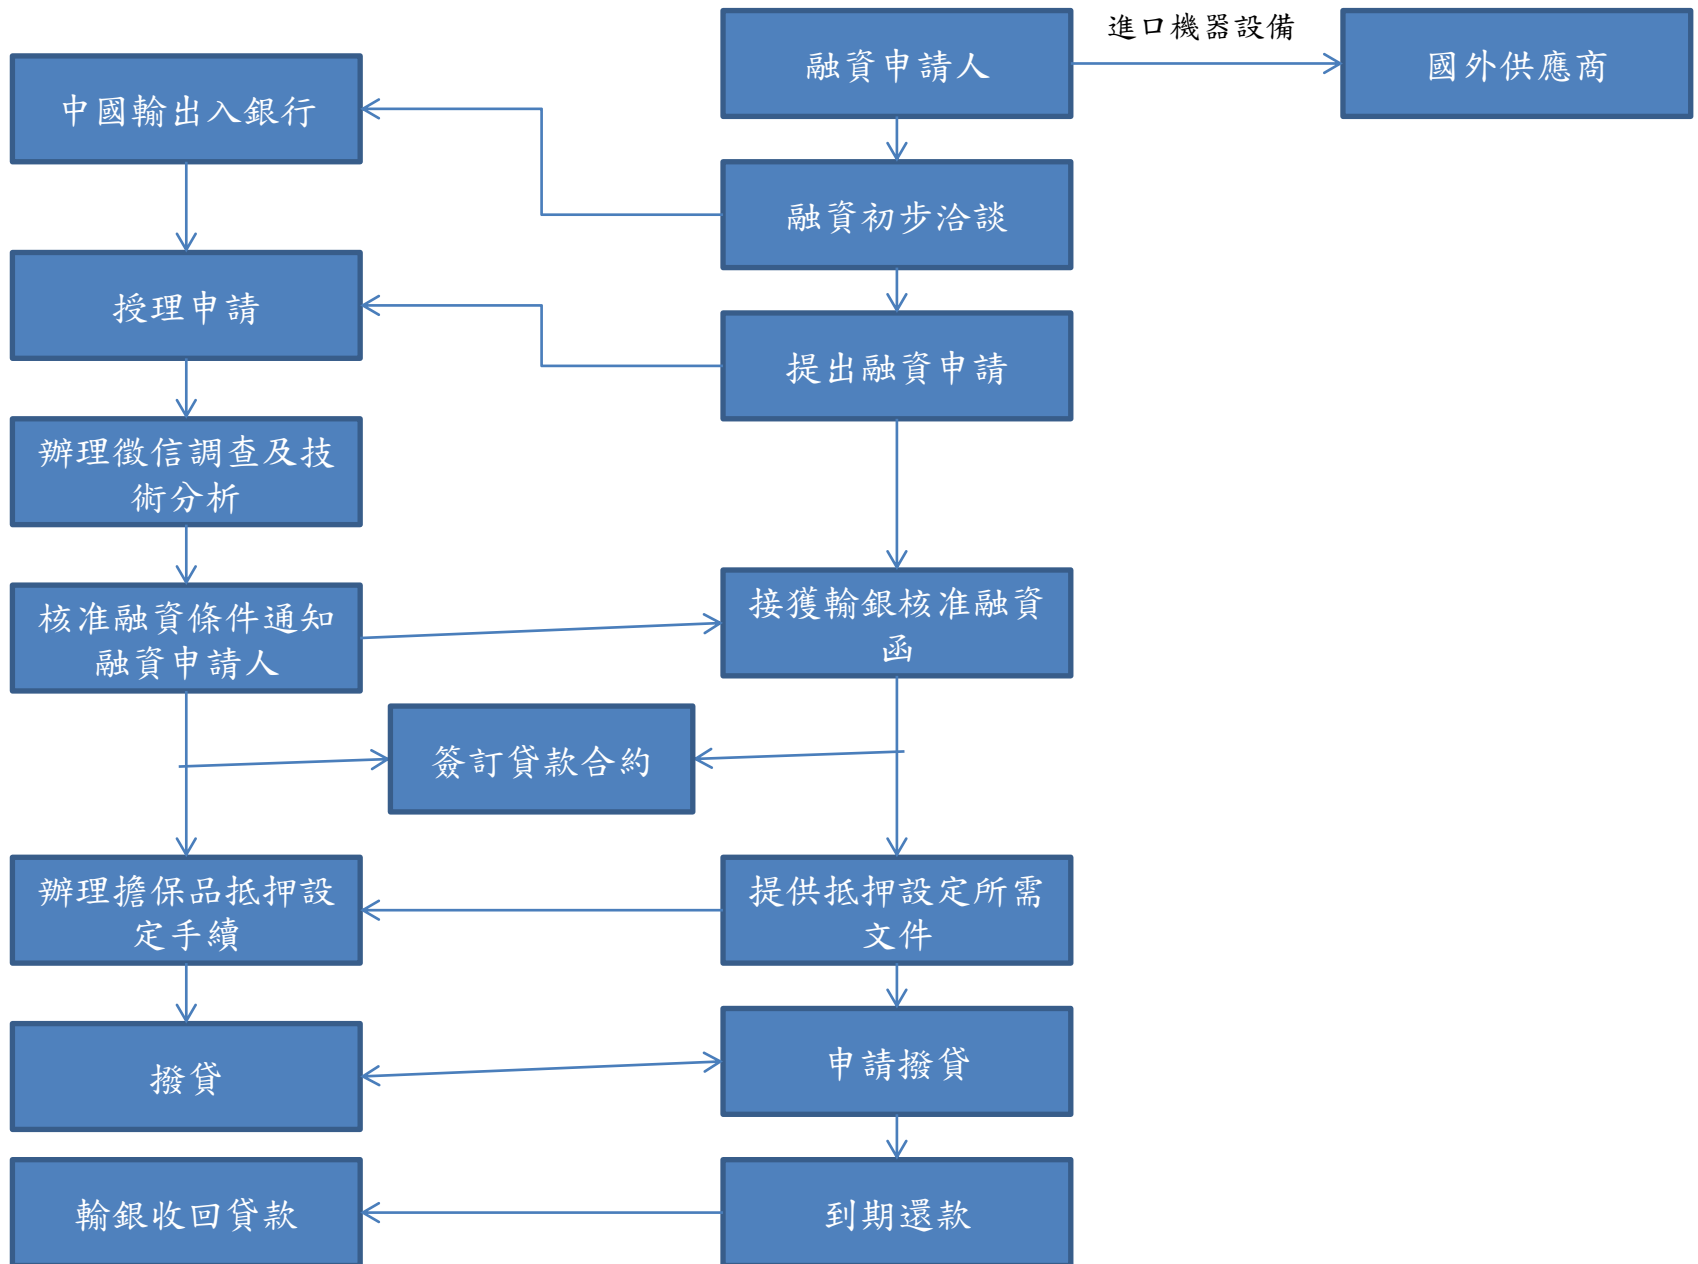 進口機器設備
融資申請人
國外供應商
中國輸出入銀行
融資初步洽談
授理申請
提出融資申請
辦理徵信調查及技
術分析
核准融資條件通知
融資申請人
接獲輸銀核准融資
函
簽訂貸款合約
辦理擔保品抵押設
定手續
提供抵押設定所需
文件
撥貸
申請撥貸
輸銀收回貸款
到期還款